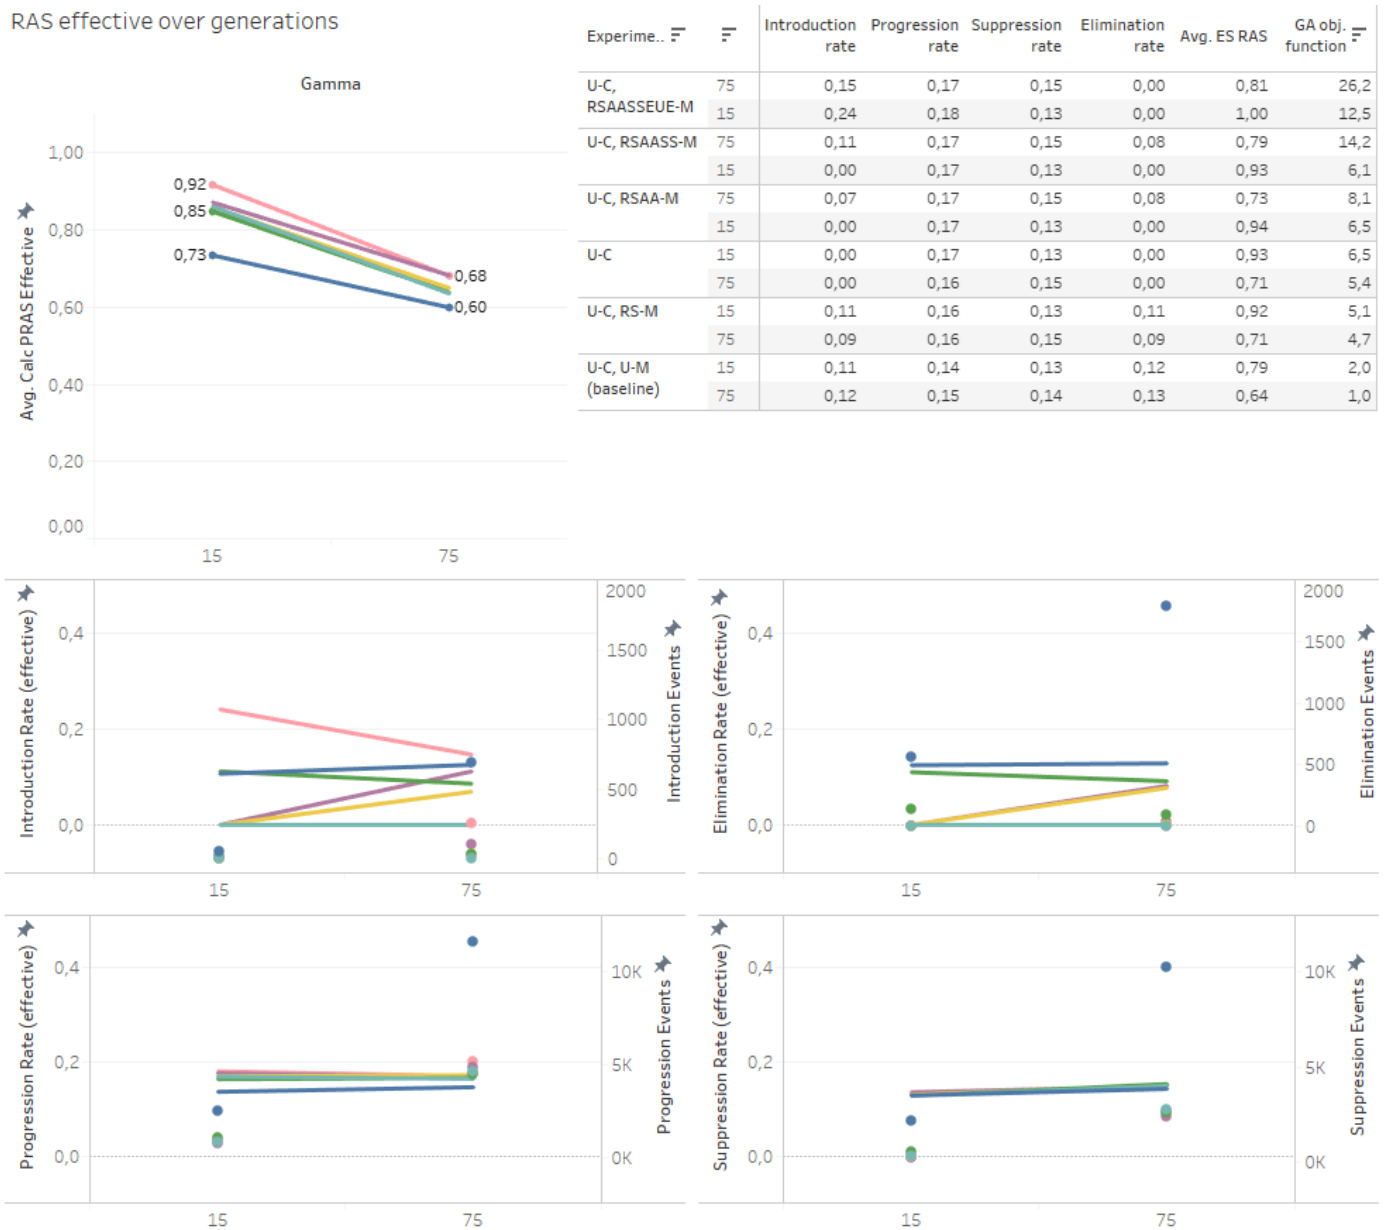 RAS effective over generations
Gamma
Avg. Calc PRAS Effective
1,00
0,80
0,60
0,40
0,20
0,00
0,92
0,85
0,73
0,68
0,60
15 75
Experime.. Introduction rate Progression rate Suppression rate Elimination rate Avg. ES RAS GA obj. function
U-C, RSAASSEUE-M 75 0,15 0,17 0,15 0,00 0,81 26,2
15 0,24 0,18 0,13 0,00 1,00 12,5
U-C, RSAASS-M 75 0,11 0,17 0,15 0,08 0,79 14,2
15 0,00 0,17 0,13 0,00 0,93 6,1
U-C, RSAA-M 75 0,07 0,17 0,15 0,08 0,73 8,1
15 0,00 0,17 0,13 0,00 0,94 6,5
U-C 15 0,00 0,17 0,13 0,00 0,93 6,5
75 0,00 0,16 0,15 0,00 0,71 5,4
U-C, RS-M 15 0,11 0,16 0,13 0,11 0,92 5,1
75 0,09 0,16 0,15 0,09 0,71 4,7
U-C, U-M (baseline) 15 0,11 0,14 0,13 0,12 0,79 2,0
75 0,12 0,15 0,14 0,13 0,64 1,0
Introduction Rate (effective)
0,4
0,2
0,0
2000
1500
1000
500
0
Introduction Events
15 75
Elimination Rate (effective)
0,4
0,2
0,0
2000
1500
1000
500
0
Elimination Events
15 75
Progression Rate (effective)
0,4
0,2
0,0
10K
5K
0K
Progression Events
15 75
Suppression Rate (effective)
0,4
0,2
0,0
10K
5K
0K
Suppression Events
15 75